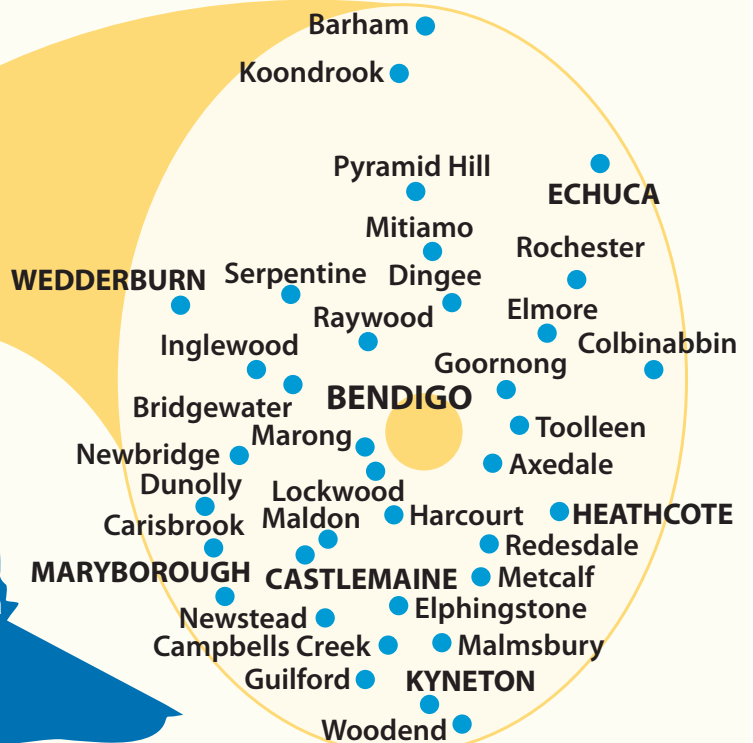 Barham
Koondrook
Pyramid Hill
ECHUCA
Mitiamo
Rochester
WEDDERBURN
Serpentine
Dingee
Elmore
Raywood
Colbinabbin
Inglewood
Goornong
BENDIGO
Bridgewater
Toolleen
Marong
Newbridge
Axedale
Dunolly
Lockwood
HEATHCOTE
Harcourt
Carisbrook
Maldon
Redesdale
MARYBOROUGH
CASTLEMAINE
Metcalf
Elphingstone
Newstead
Campbells Creek
Malmsbury
Guilford
KYNETON
Woodend